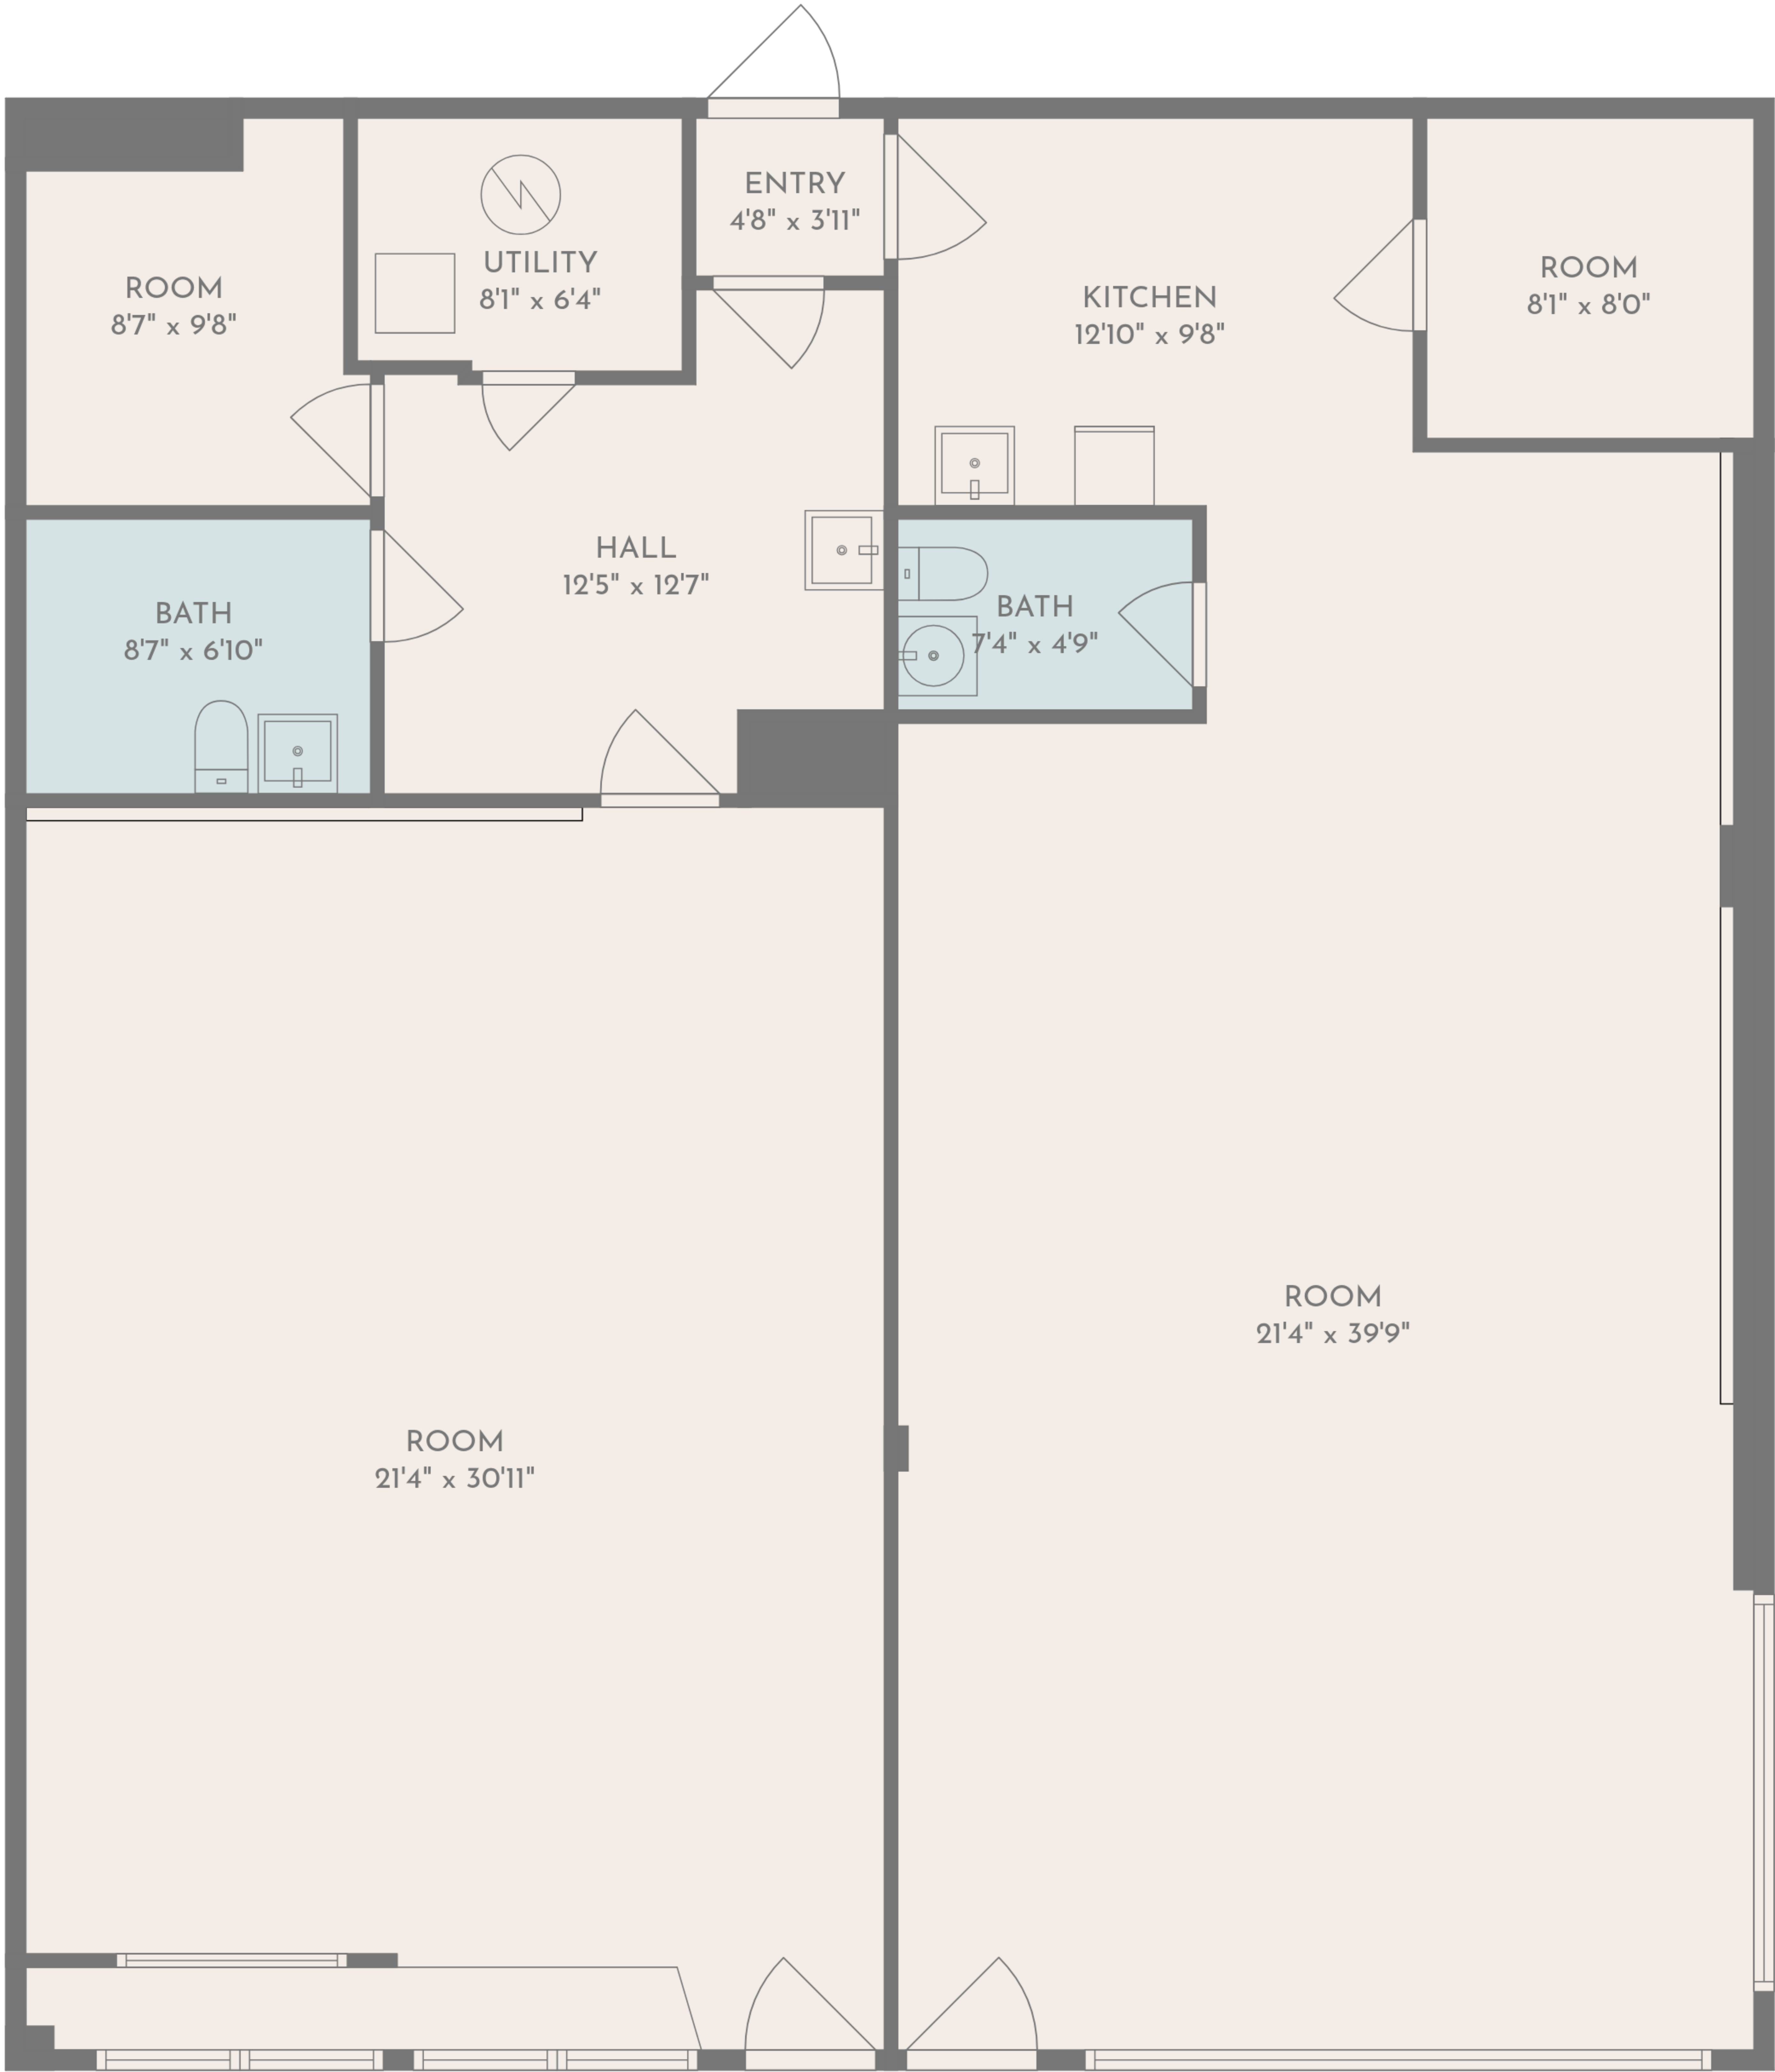 ENTRY
4'8" x 3'11"
UTILITY
8'1" x 6'4"
ROOM
8'7" x 9'8"
KITCHEN
12'10" x 9'8"
ROOM
8'1" x 8'0"
HALL
12'5" x 12'7"
BATH
8'7" x 6'10"
BATH
7'4" x 4'9"
ROOM
21'4" x 39'9"
ROOM
21'4" x 30'11"